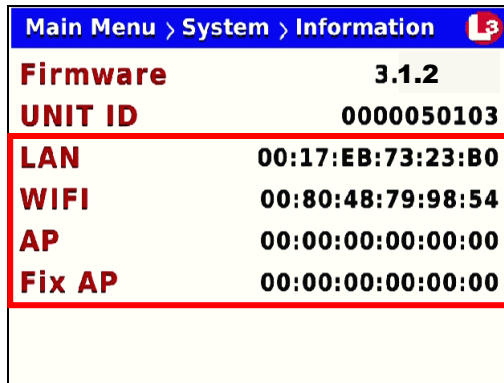 Main Menu > System > Information L3
Firmware 3.1.2
UNIT ID 0000050103
LAN 00:17:EB:73:23:B0
WIFI 00:80:48:79:98:54
AP 00:00:00:00:00:00
Fix AP 00:00:00:00:00:00